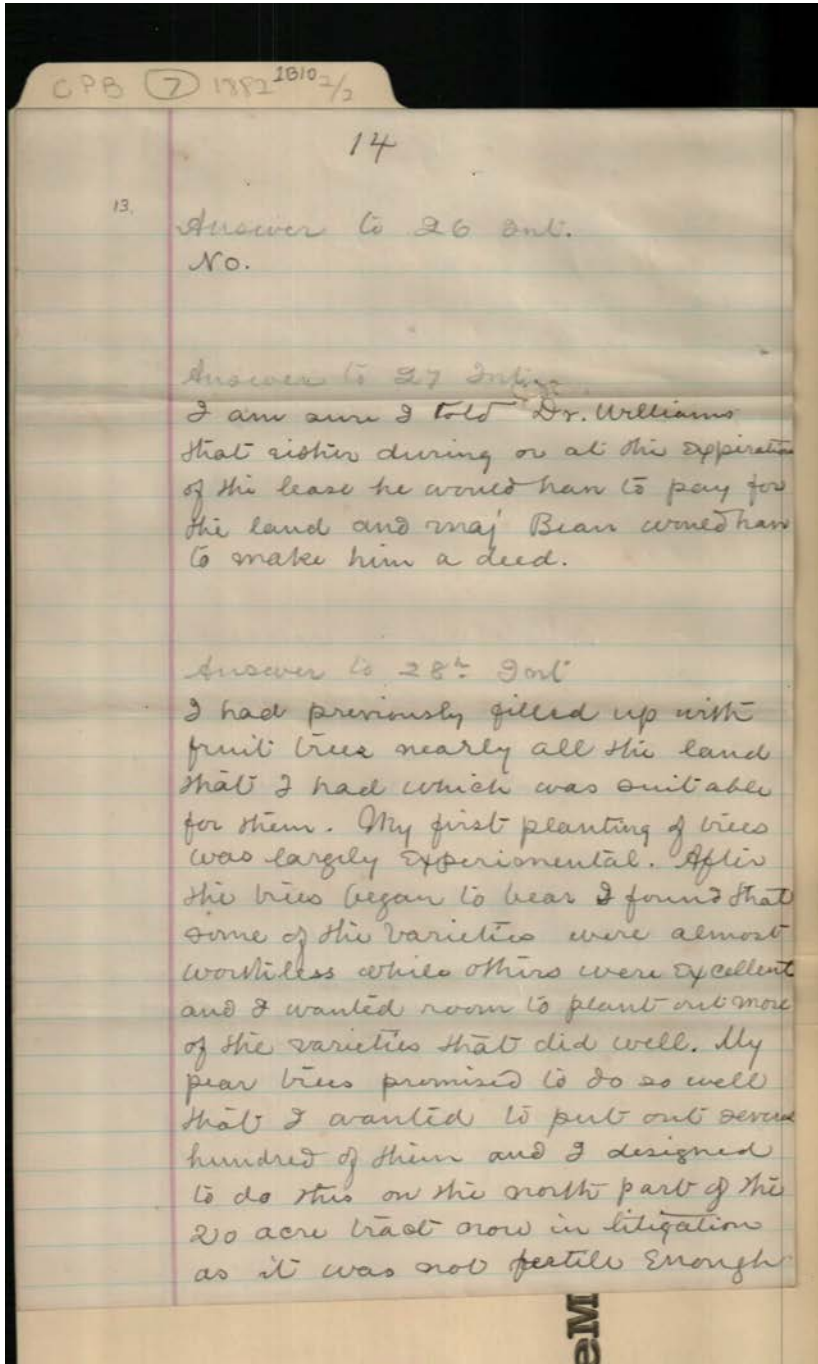 CPB 7 1882 1B10 2/2
14
13.
Answer to 26 Int.
No.
Answer to 27 Int
I am sure I told Dr. Williams
that either during or at the expiration
of the lease he would have to pay for
the land and Maj Bean would have
to make him a deed.
Answer to 28th Int
I had previously filled up with
fruit trees nearly all the land
that I had which was suitable
for them. My first planting of trees
was largely experimental. After
the trees began to bear I found that
some of the varieties were almost
worthless while others were excellent
and I wanted room to plant out more
of the varieties that did well. My
pear trees promised to do so well
that I wanted to put out several
hundred of them and I designed
to do this on the north part of the
20 acre tract now in litigation
as it was not fertile enough
eM